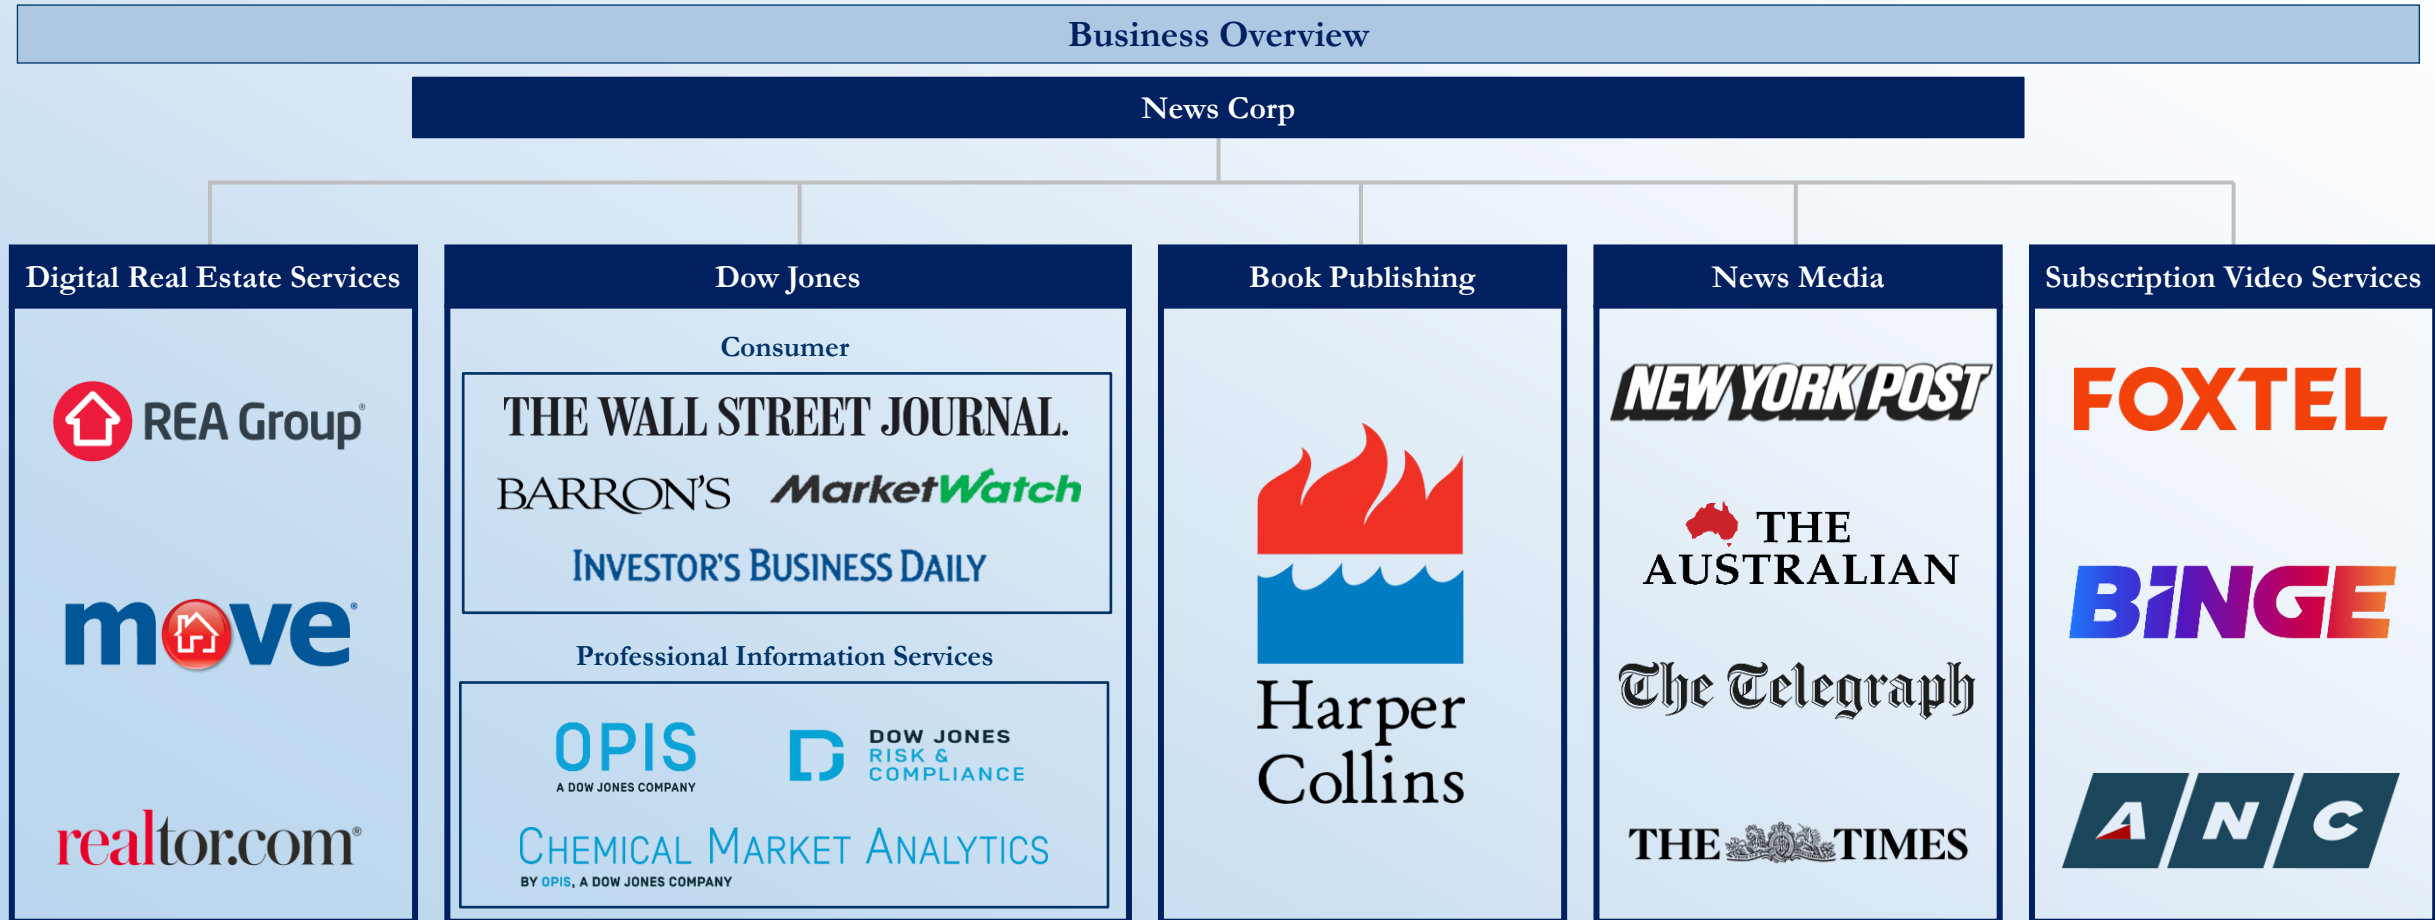 Business Overview
News Corp
Digital Real Estate Services
REA Group®
move®
realtor.com®
Dow Jones
Consumer
THE WALL STREET JOURNAL.
BARRON'S MarketWatch
INVESTOR'S BUSINESS DAILY
Professional Information Services
OPIS
A DOW JONES COMPANY
DOW JONES
RISK &
COMPLIANCE
CHEMICAL MARKET ANALYTICS
BY OPIS, A DOW JONES COMPANY
Book Publishing
Harper
Collins
News Media
NEW YORK POST
THE
AUSTRALIAN
The Telegraph
THE TIMES
Subscription Video Services
FOXTEL
BiNGE
ANC